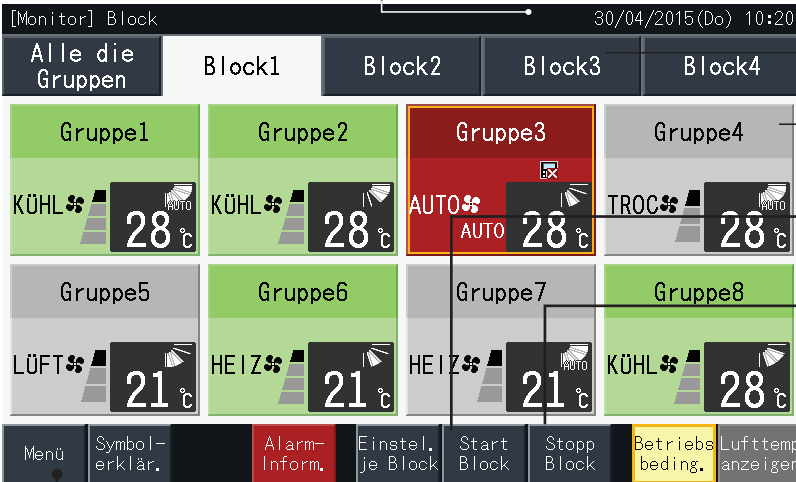 [Monitor] Block 30/04/2015(Do) 10:20
Alle die
Gruppen
Block1 Block2 Block3 Block4
Gruppe1 Gruppe2 Gruppe3 Gruppe4
KÜHL AUTO 28 ℃ KÜHL 28 ℃ AUTO AUTO 28 ℃ TROC AUTO 28 ℃
Gruppe5 Gruppe6 Gruppe7 Gruppe8
LÜFT 21 ℃ HEIZ 21 ℃ HEIZ AUTO 21 ℃ KÜHL 28 ℃
Menü
Symbol-
erklär.
Alarm-
Inform.
Einstel.
je Block
Start
Block
Stopp
Block
Betriebs
beding.
Lufttemp
anzeigen